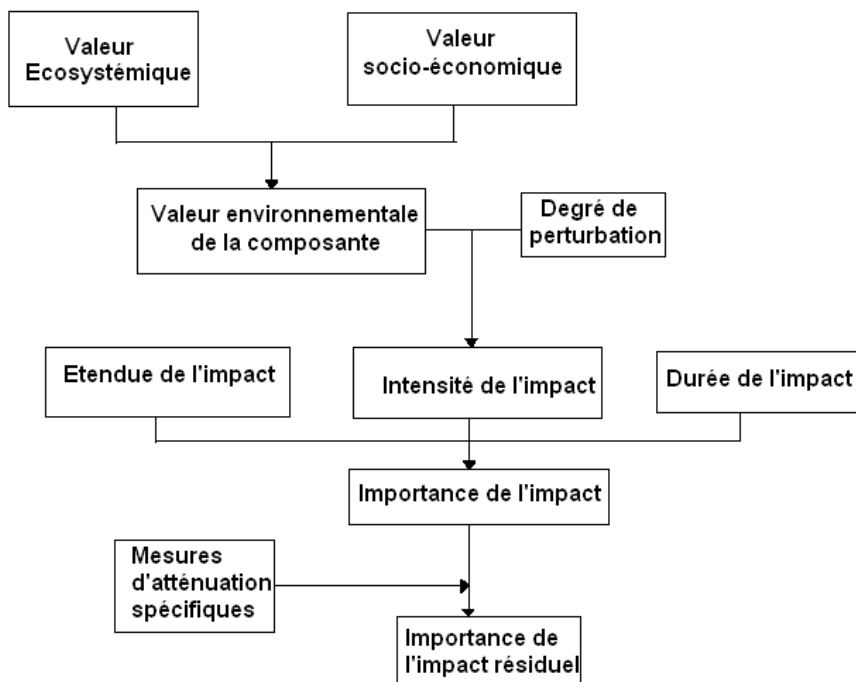 Valeur
Ecosystémique
Valeur
socio-économique
Valeur environnementale
de la composante
Degré de
perturbation
Etendue de l'impact
Intensité de l'impact
Durée de l'impact
Importance de l'impact
Mesures
d'atténuation
spécifiques
Importance de
l'impact résiduel